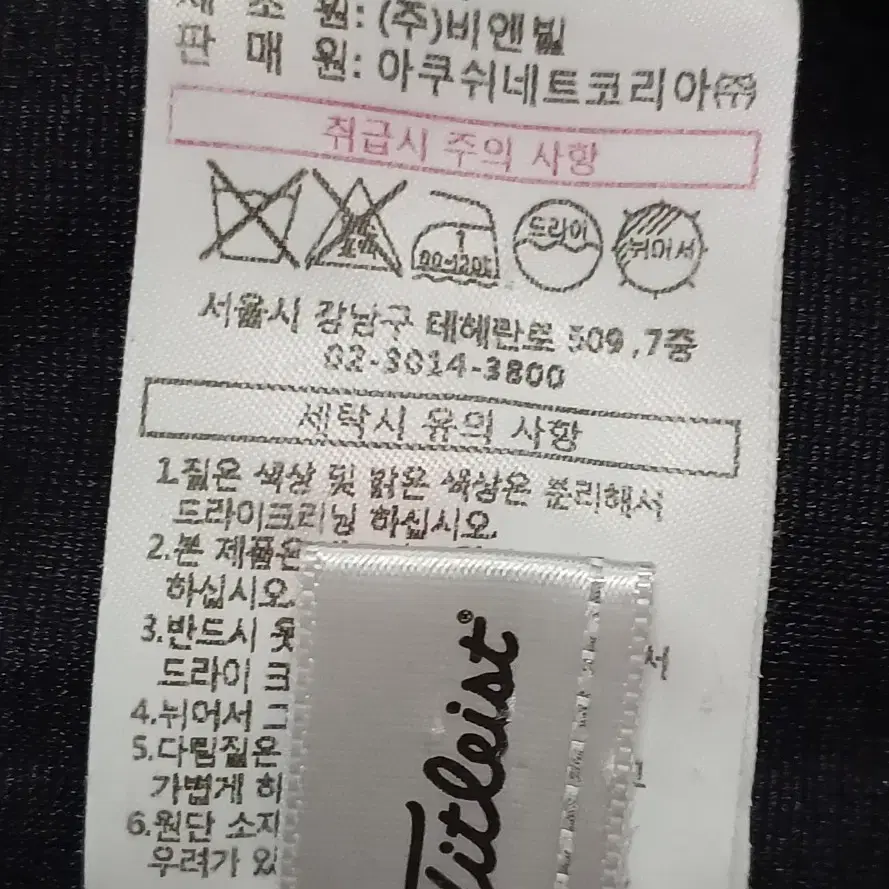 제 조 원: (주)비앤빌
판 매 원: 아쿠쉬네트코리아(주)
취급시 주의 사항
드라이
뉘어서
서울시 강남구 테헤란로 509,7층
02-3014-3800
세탁시 유의 사항
1.짙은 색상 및 밝은 색상은 분리해서
드라이크리닝 하십시오.
2.본 제품은
하십시오.
3.반드시
서
드라이 크
4.뉘어서 그
5.다림질은
가볍게 하
6.원단 소재
우려가 있
Titleist®